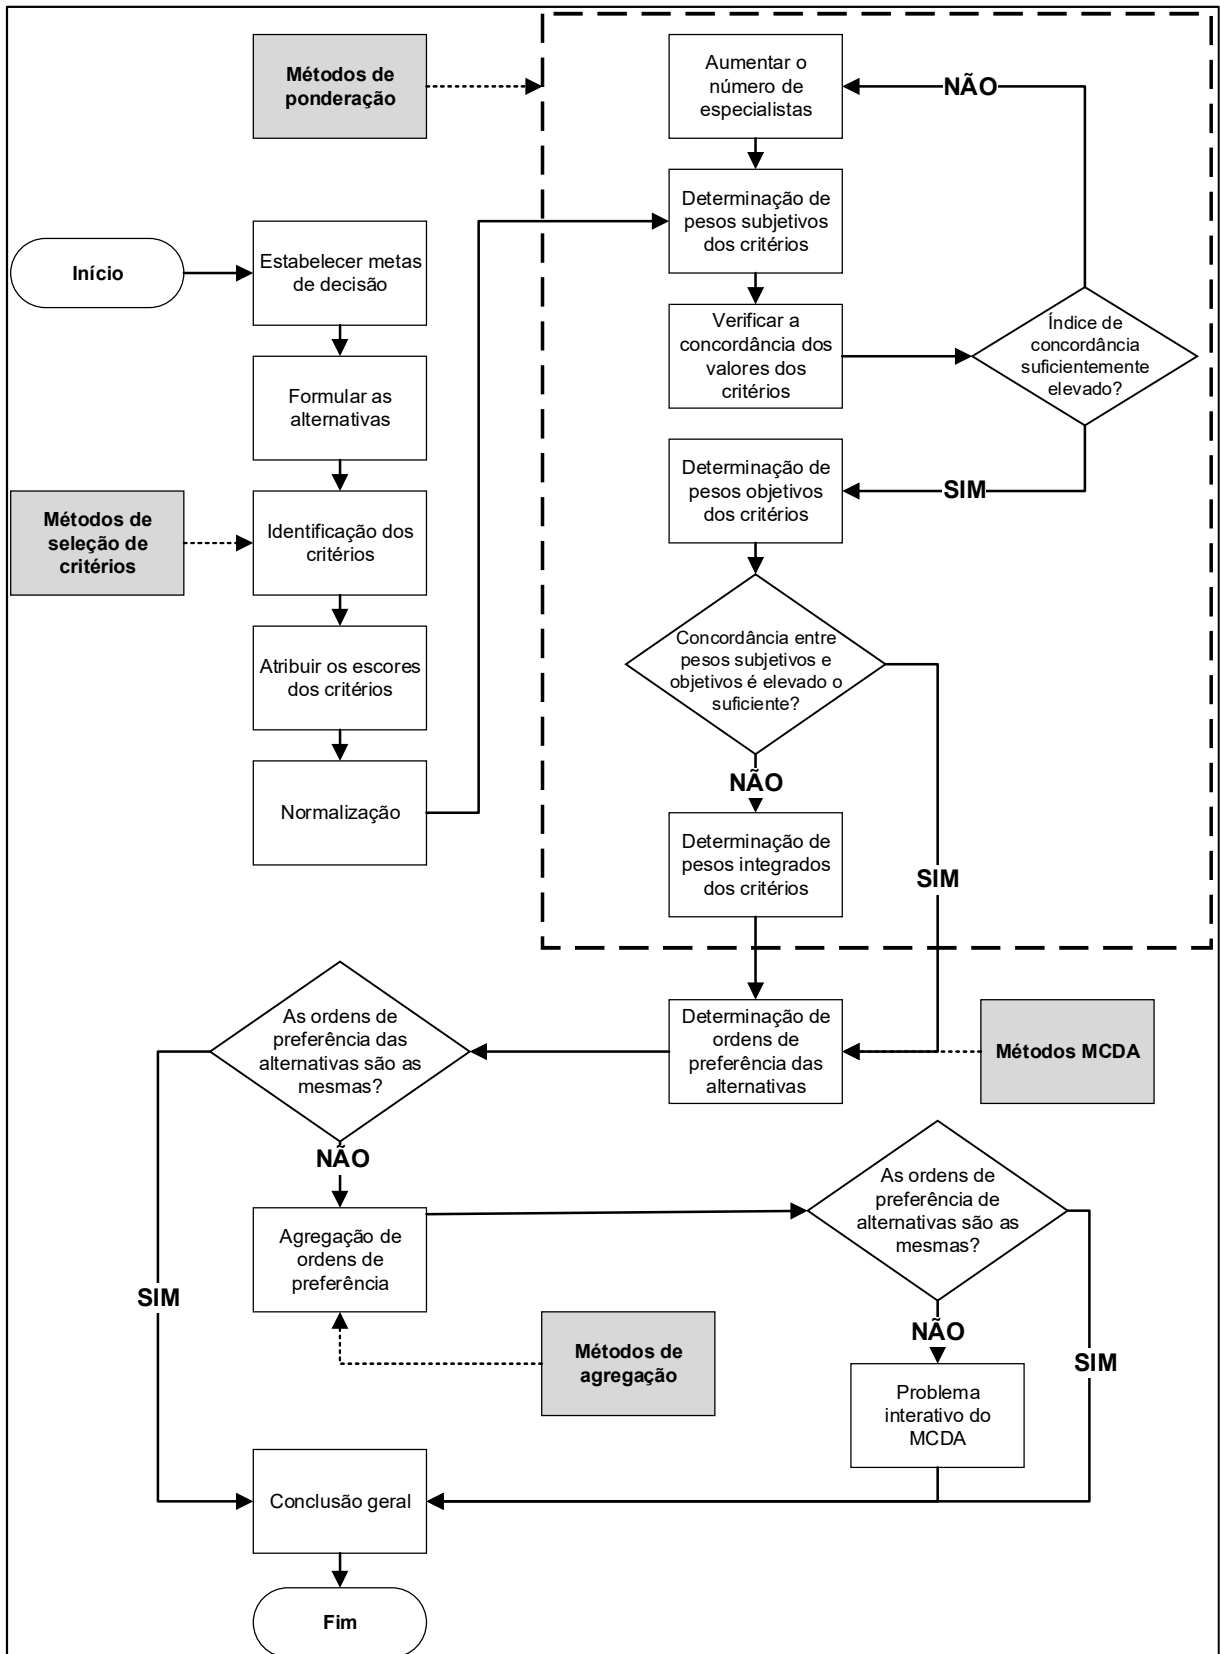 Métodos de
ponderação
Aumentar o
número de
especialistas
NÃO
Determinação de
pesos subjetivos
dos critérios
Início
Estabelecer metas
de decisão
Verificar a
concordância dos
valores dos
critérios
Índice de
concordância
suficientemente
elevado?
Formular as
alternativas
Determinação de
pesos objetivos
dos critérios
SIM
Métodos de
seleção de
critérios
Identificação dos
critérios
Atribuir os escores
dos critérios
Concordância entre
pesos subjetivos e
objetivos é elevado o
suficiente?
NÃO
Normalização
Determinação de
pesos integrados
dos critérios
SIM
As ordens de
preferência das
alternativas são as
mesmas?
Determinação de
ordens de
preferência das
alternativas
Métodos MCDA
NÃO
Agregação de
ordens de
preferência
As ordens de
preferência de
alternativas são as
mesmas?
SIM
NÃO
SIM
Métodos de
agregação
Problema
interativo do
MCDA
Conclusão geral
Fim